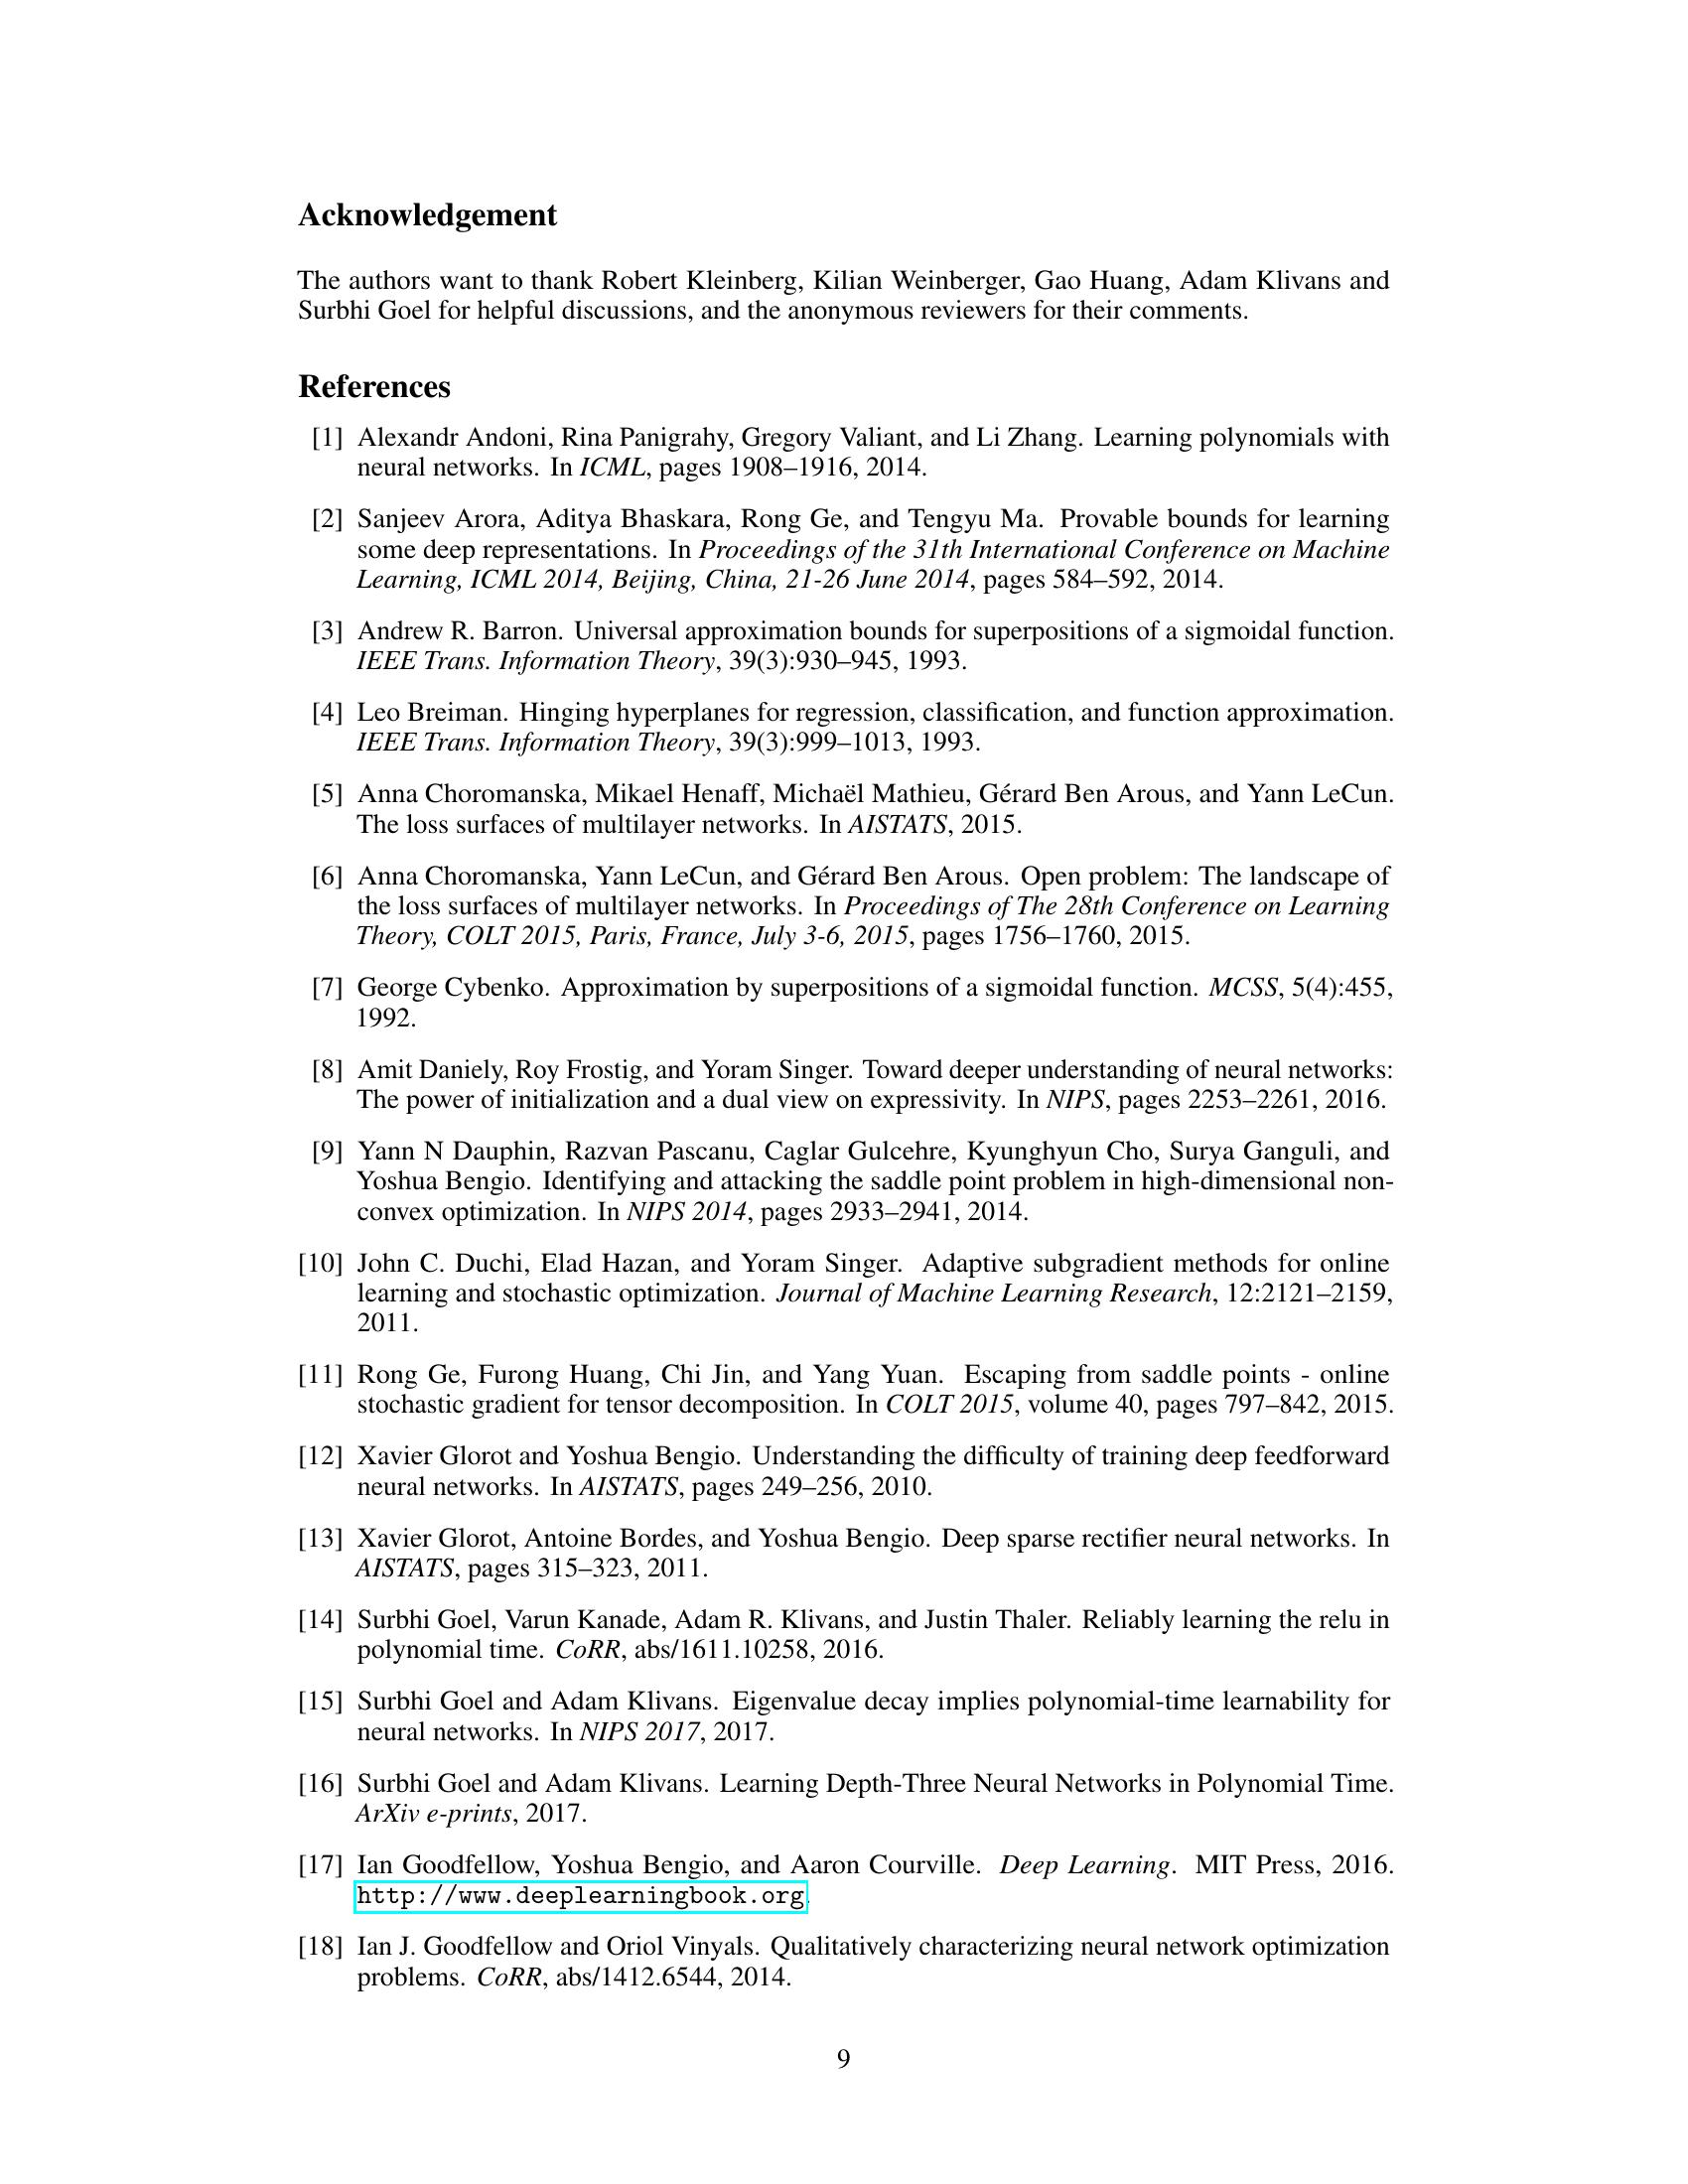 Acknowledgement
The authors want to thank Robert Kleinberg, Kilian Weinberger, Gao Huang, Adam Klivans and
Surbhi Goel for helpful discussions, and the anonymous reviewers for their comments.
References
[1] Alexandr Andoni, Rina Panigrahy, Gregory Valiant, and Li Zhang. Learning polynomials with
neural networks. In ICML, pages 1908–1916, 2014.
[2] Sanjeev Arora, Aditya Bhaskara, Rong Ge, and Tengyu Ma. Provable bounds for learning
some deep representations. In Proceedings of the 31th International Conference on Machine
Learning, ICML 2014, Beijing, China, 21-26 June 2014, pages 584–592, 2014.
[3] Andrew R. Barron. Universal approximation bounds for superpositions of a sigmoidal function.
IEEE Trans. Information Theory, 39(3):930–945, 1993.
[4] Leo Breiman. Hinging hyperplanes for regression, classification, and function approximation.
IEEE Trans. Information Theory, 39(3):999–1013, 1993.
[5] Anna Choromanska, Mikael Henaff, Michaël Mathieu, Gérard Ben Arous, and Yann LeCun.
The loss surfaces of multilayer networks. In AISTATS, 2015.
[6] Anna Choromanska, Yann LeCun, and Gérard Ben Arous. Open problem: The landscape of
the loss surfaces of multilayer networks. In Proceedings of The 28th Conference on Learning
Theory, COLT 2015, Paris, France, July 3-6, 2015, pages 1756–1760, 2015.
[7] George Cybenko. Approximation by superpositions of a sigmoidal function. MCSS, 5(4):455,
1992.
[8] Amit Daniely, Roy Frostig, and Yoram Singer. Toward deeper understanding of neural networks:
The power of initialization and a dual view on expressivity. In NIPS, pages 2253–2261, 2016.
[9] Yann N Dauphin, Razvan Pascanu, Caglar Gulcehre, Kyunghyun Cho, Surya Ganguli, and
Yoshua Bengio. Identifying and attacking the saddle point problem in high-dimensional non-
convex optimization. In NIPS 2014, pages 2933–2941, 2014.
[10] John C. Duchi, Elad Hazan, and Yoram Singer. Adaptive subgradient methods for online
learning and stochastic optimization. Journal of Machine Learning Research, 12:2121–2159,
2011.
[11] Rong Ge, Furong Huang, Chi Jin, and Yang Yuan. Escaping from saddle points - online
stochastic gradient for tensor decomposition. In COLT 2015, volume 40, pages 797–842, 2015.
[12] Xavier Glorot and Yoshua Bengio. Understanding the difficulty of training deep feedforward
neural networks. In AISTATS, pages 249–256, 2010.
[13] Xavier Glorot, Antoine Bordes, and Yoshua Bengio. Deep sparse rectifier neural networks. In
AISTATS, pages 315–323, 2011.
[14] Surbhi Goel, Varun Kanade, Adam R. Klivans, and Justin Thaler. Reliably learning the relu in
polynomial time. CoRR, abs/1611.10258, 2016.
[15] Surbhi Goel and Adam Klivans. Eigenvalue decay implies polynomial-time learnability for
neural networks. In NIPS 2017, 2017.
[16] Surbhi Goel and Adam Klivans. Learning Depth-Three Neural Networks in Polynomial Time.
ArXiv e-prints, 2017.
[17] Ian Goodfellow, Yoshua Bengio, and Aaron Courville. Deep Learning. MIT Press, 2016.
http://www.deeplearningbook.org.
[18] Ian J. Goodfellow and Oriol Vinyals. Qualitatively characterizing neural network optimization
problems. CoRR, abs/1412.6544, 2014.
9